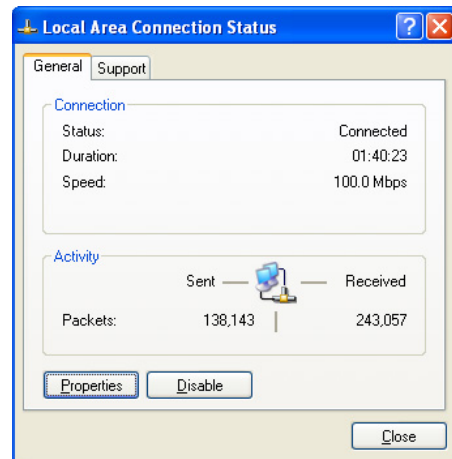 Local Area Connection Status
General Support
Connection
Status: Connected
Duration: 01:40:23
Speed: 100.0 Mbps
Activity
Sent Received
Packets: 138,143 243,057
Properties Disable
Close